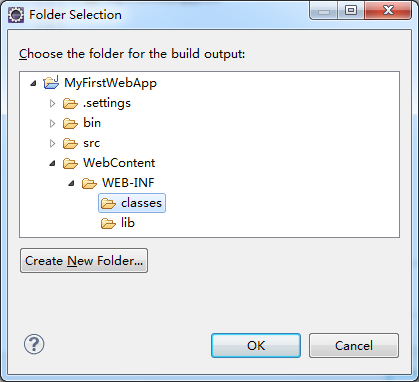 Folder Selection
Choose the folder for the build output:
MyFirstWebApp
.settings
bin
src
WebContent
WEB-INF
classes
lib
Create New Folder...
?
OK
Cancel